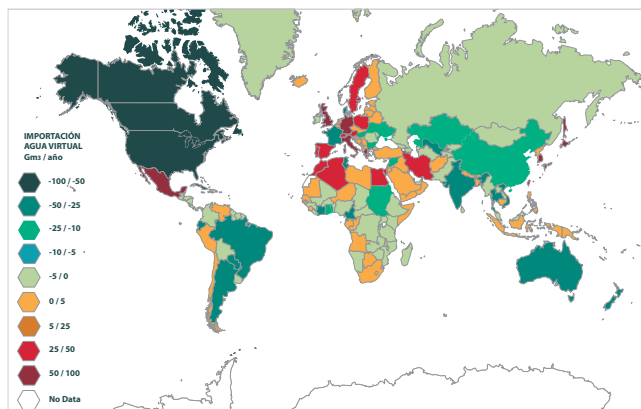 IMPORTACIÓN
AGUA VIRTUAL
Gm3 / año
-100 / -50
-50 / -25
-25 / -10
-10 / -5
-5 / 0
0 / 5
5 / 25
25 / 50
50 / 100
No Data